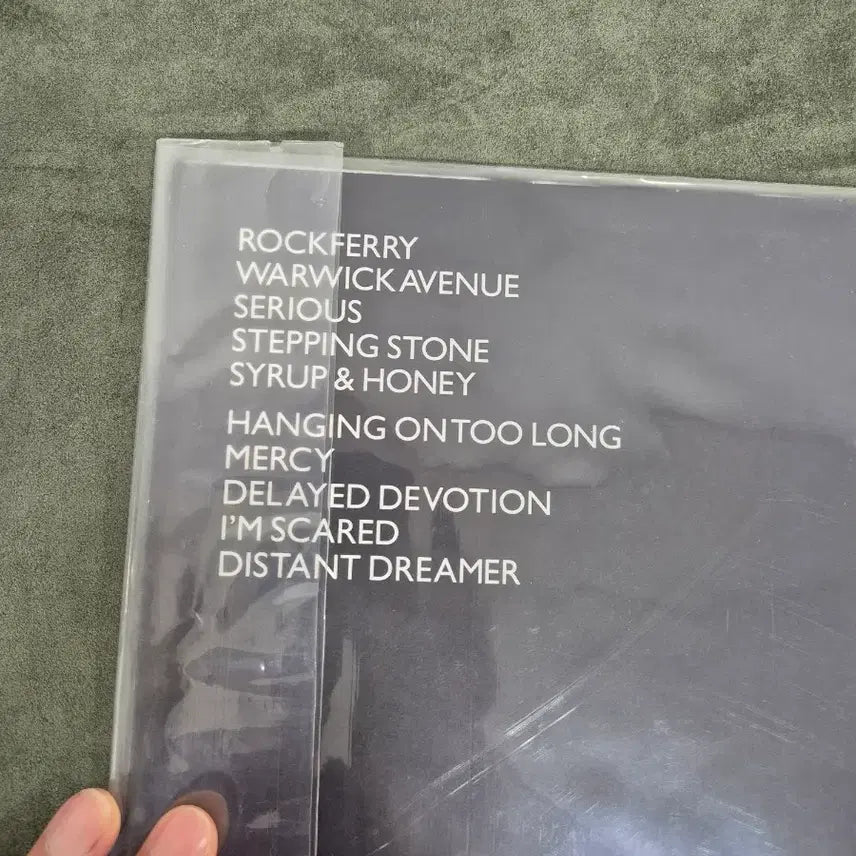 ROCKFERRY
WARWICK AVENUE
SERIOUS
STEPPING STONE
SYRUP & HONEY
HANGING ON TOO LONG
MERCY
DELAYED DEVOTION
I'M SCARED
DISTANT DREAMER